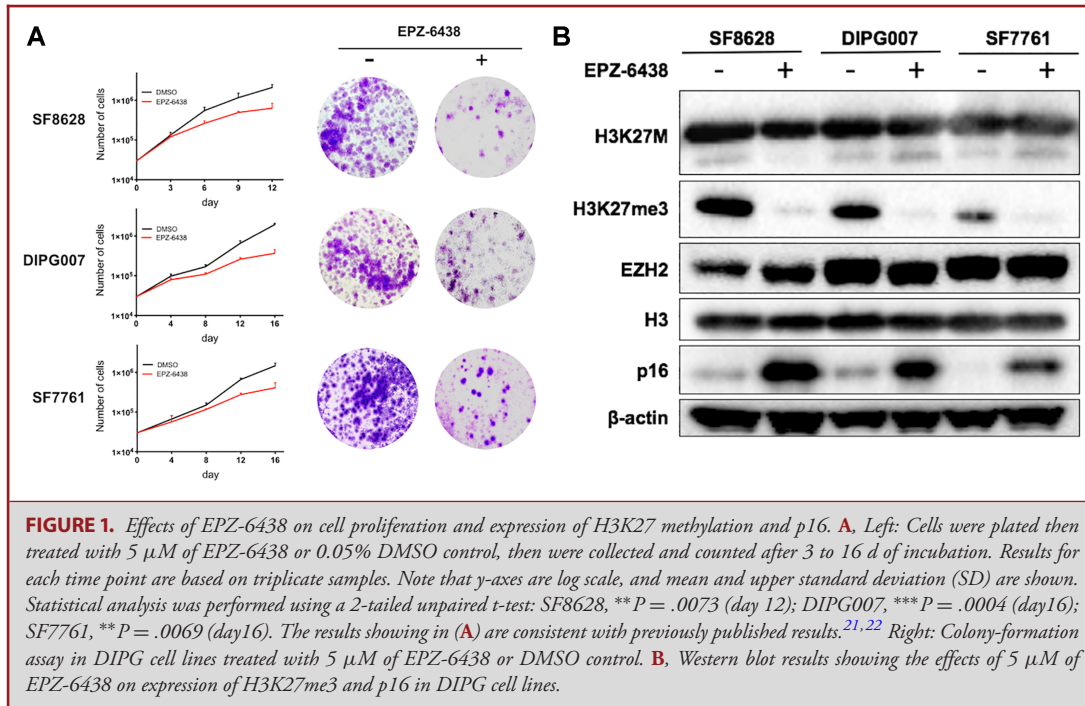 A
EPZ-6438
- +
SF8628
Number of cells
1×10⁶
1×10⁵
1×10⁴
DMSO
EPZ-6438
0 3 6 9 12
day
DIPG007
Number of cells
1×10⁶
1×10⁵
1×10⁴
DMSO
EPZ-6438
0 4 8 12 16
day
SF7761
Number of cells
1×10⁶
1×10⁵
1×10⁴
DMSO
EPZ-6438
0 4 8 12 16
day
B
SF8628 DIPG007 SF7761
EPZ-6438 - + - + - +
H3K27M
H3K27me3
EZH2
H3
p16
β-actin
FIGURE 1. Effects of EPZ-6438 on cell proliferation and expression of H3K27 methylation and p16. A, Left: Cells were plated then
treated with 5 μM of EPZ-6438 or 0.05% DMSO control, then were collected and counted after 3 to 16 d of incubation. Results for
each time point are based on triplicate samples. Note that y-axes are log scale, and mean and upper standard deviation (SD) are shown.
Statistical analysis was performed using a 2-tailed unpaired t-test: SF8628, **P = .0073 (day 12); DIPG007, ***P = .0004 (day16);
SF7761, **P = .0069 (day16). The results showing in (A) are consistent with previously published results.21,22 Right: Colony-formation
assay in DIPG cell lines treated with 5 μM of EPZ-6438 or DMSO control. B, Western blot results showing the effects of 5 μM of
EPZ-6438 on expression of H3K27me3 and p16 in DIPG cell lines.